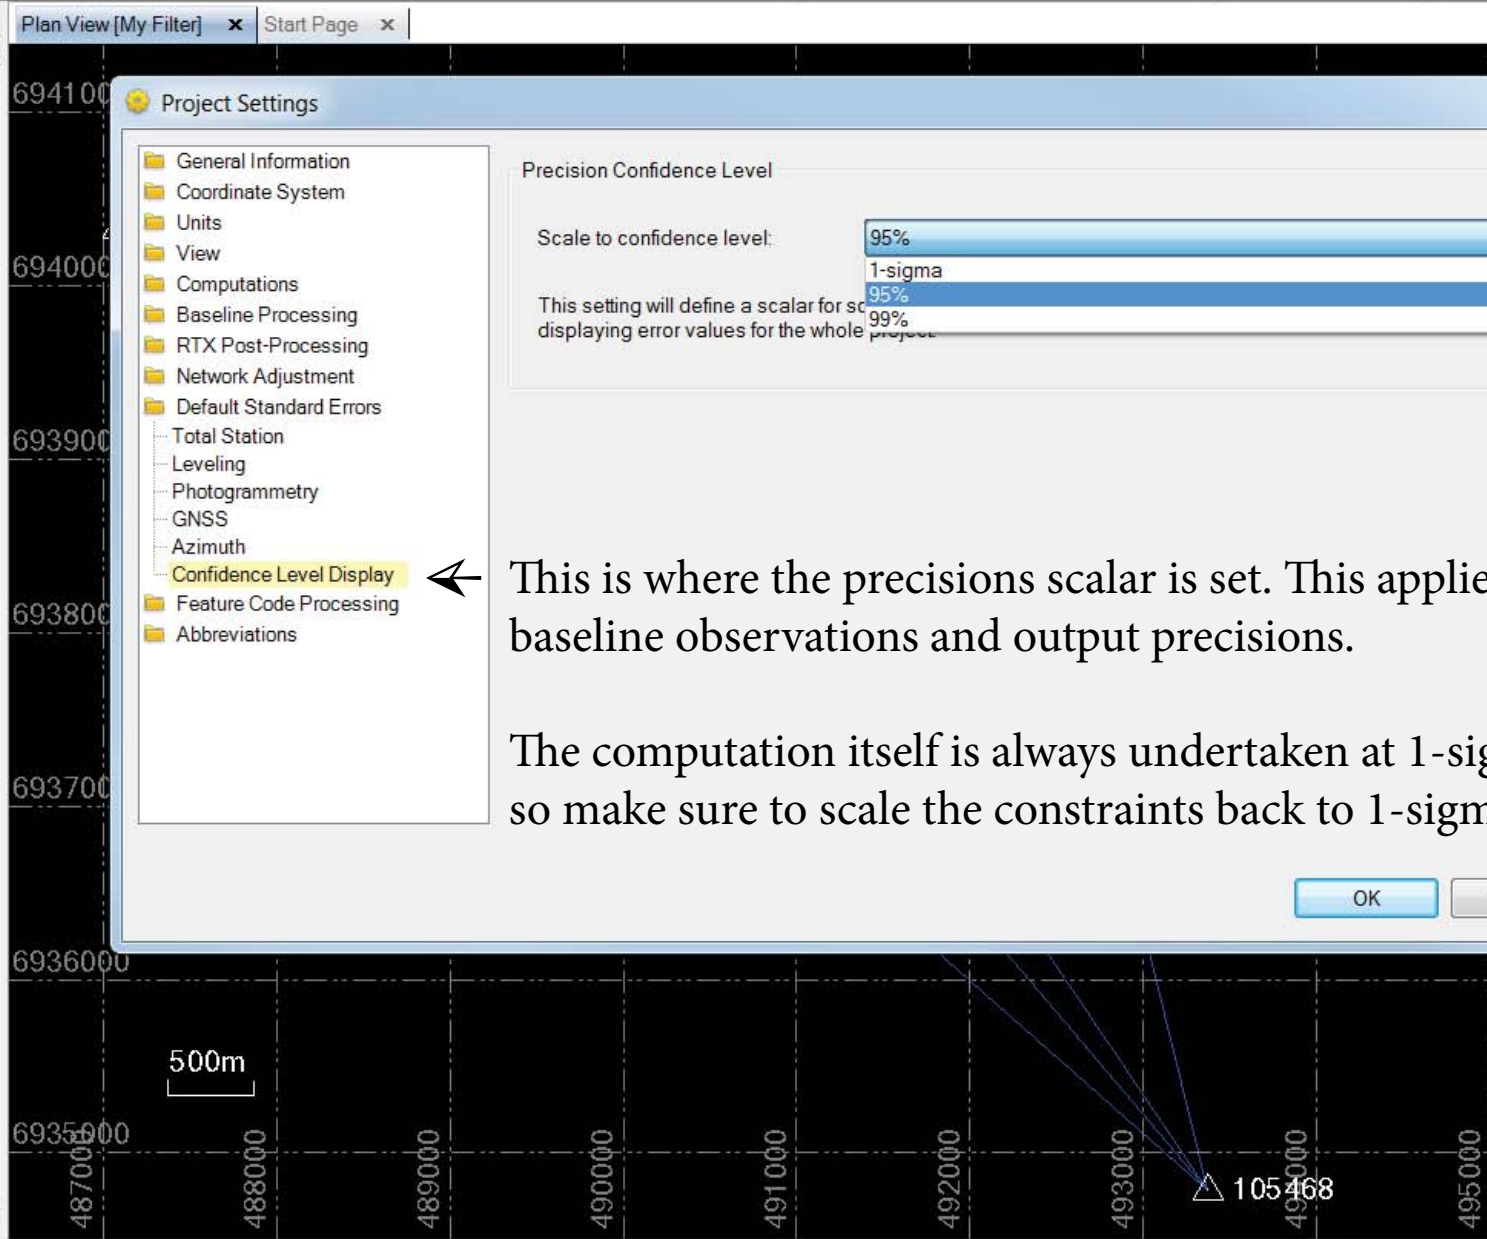 Plan View [My Filter] x Start Page x
694100
Project Settings
General Information
Coordinate System
Units
View
Computations
Baseline Processing
RTX Post-Processing
Network Adjustment
Default Standard Errors
Total Station
Leveling
Photogrammetry
GNSS
Azimuth
Confidence Level Display
Feature Code Processing
Abbreviations
Precision Confidence Level
Scale to confidence level: 95%
1-sigma
95%
99%
This setting will define a scalar for
displaying error values for the whole project.
This is where the precisions scalar is set. This applie
baseline observations and output precisions.
The computation itself is always undertaken at 1-sig
so make sure to scale the constraints back to 1-sigm
OK
694000
693900
693800
693700
6936000
500m
6935000
487000
488000
489000
490000
491000
492000
493000
105468
495000